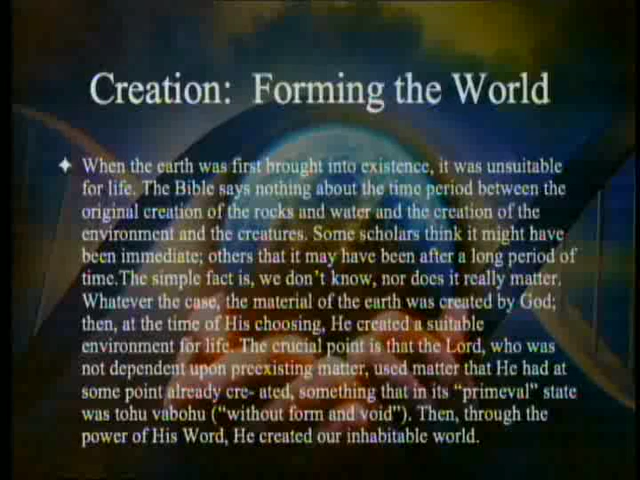 Creation: Forming the World
When the earth was first brought into existence, it was unsuitable
for life. The Bible says nothing about the time period between the
original creation of the rocks and water and the creation of the
environment and the creatures. Some scholars think it might have
been immediate; others that it may have been after a long period of
time.The simple fact is, we don't know, nor does it really matter.
Whatever the case, the material of the earth was created by God;
then, at the time of His choosing, He created a suitable
environment for life. The crucial point is that the Lord, who was
not dependent upon preexisting matter, used matter that He had at
some point already cre- ated, something that in its “primeval” state
was tohu vabohu (“without form and void”). Then, through the
power of His Word, He created our inhabitable world.